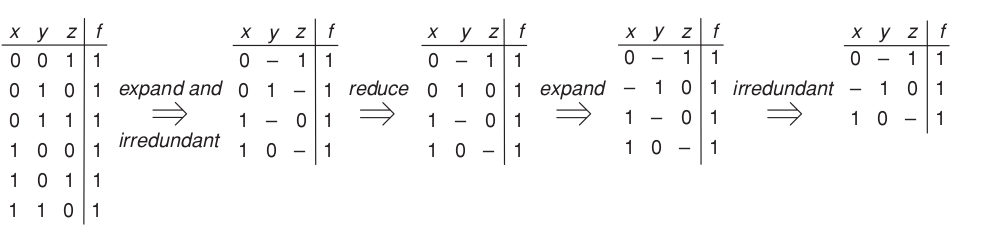 x y z f
0 0 1 1
0 1 0 1
0 1 1 1
1 0 0 1
1 0 1 1
1 1 0 1
expand and
⇒
irredundant
x y z f
0 – 1 1
0 1 – 1
1 – 0 1
1 0 – 1
reduce
⇒
x y z f
0 – 1 1
0 1 0 1
1 – 0 1
1 0 – 1
expand
⇒
x y z f
0 – 1 1
– 1 0 1
1 – 0 1
1 0 – 1
irredundant
⇒
x y z f
0 – 1 1
– 1 0 1
1 0 – 1